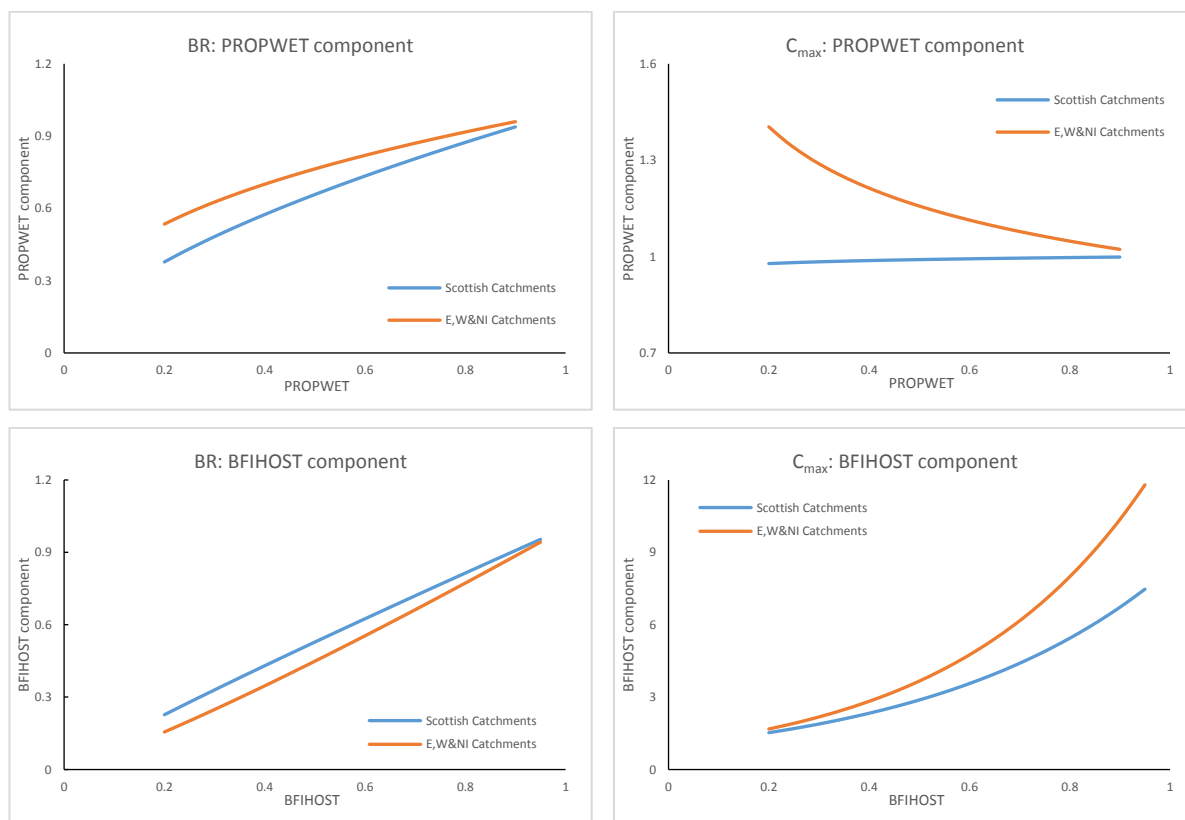 BR: PROPWET component
1.2
0.9
0.6
0.3
0
PROPWET component
Scottish Catchments
E,W&NI Catchments
0
0.2
0.4
0.6
0.8
1
PROPWET
Cmax: PROPWET component
1.6
1.3
1
0.7
PROPWET component
Scottish Catchments
E,W&NI Catchments
0
0.2
0.4
0.6
0.8
1
PROPWET
BR: BFIHOST component
1.2
0.9
0.6
0.3
0
BFIHOST component
Scottish Catchments
E,W&NI Catchments
0
0.2
0.4
0.6
0.8
1
BFIHOST
Cmax: BFIHOST component
12
9
6
3
0
BFIHOST component
Scottish Catchments
E,W&NI Catchments
0
0.2
0.4
0.6
0.8
1
BFIHOST